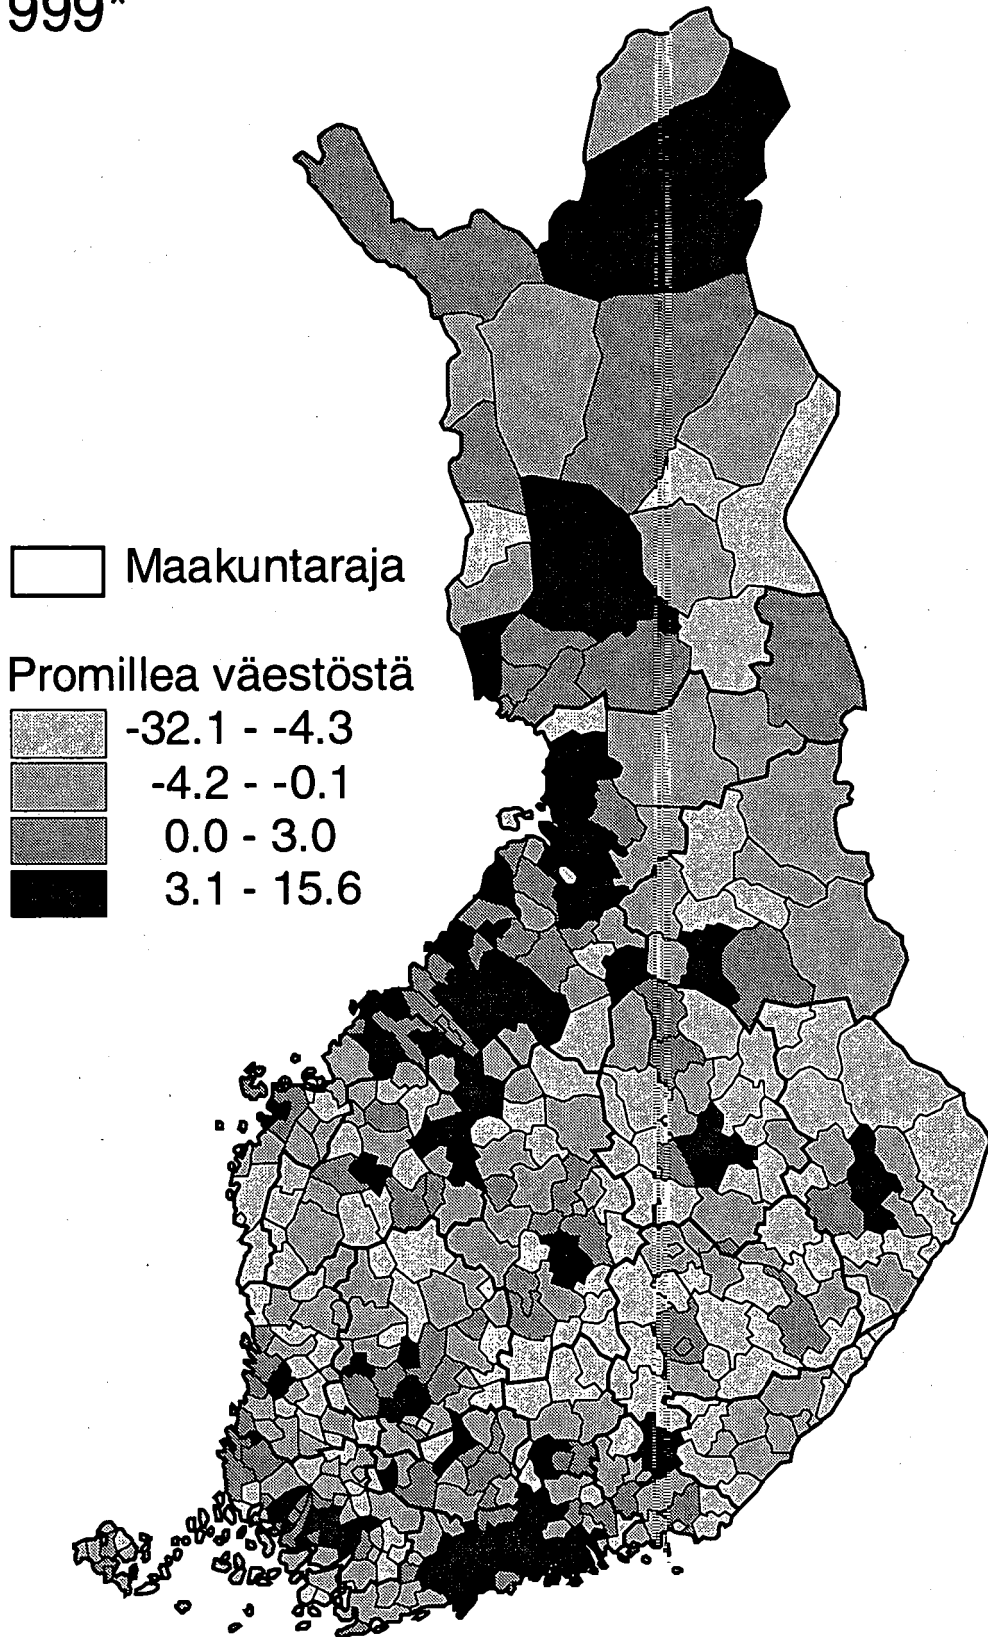 999*
Maakuntaraja
Promillea väestöstä
-32.1 - -4.3
-4.2 - -0.1
0.0 - 3.0
3.1 - 15.6